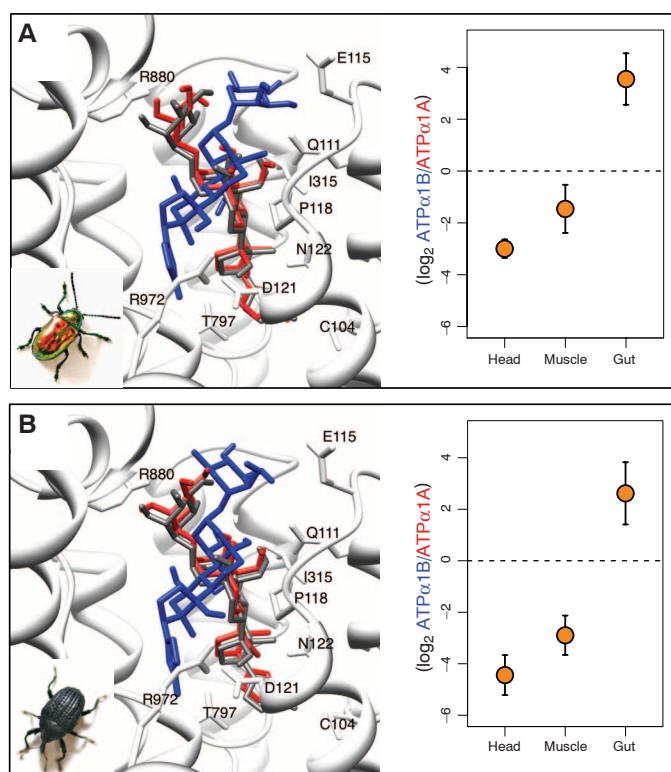 A
R880
E115
Q111
I315
P118
N122
D121
R972
T797
C104
(log2 ATPα1B/ATPα1A)
4
2
0
−2
−4
−6
Head Muscle Gut
B
E115
R880
Q111
I315
P118
N122
D121
R972
T797
C104
(log2 ATPα1B/ATPα1A)
4
2
0
−2
−4
−6
Head Muscle Gut